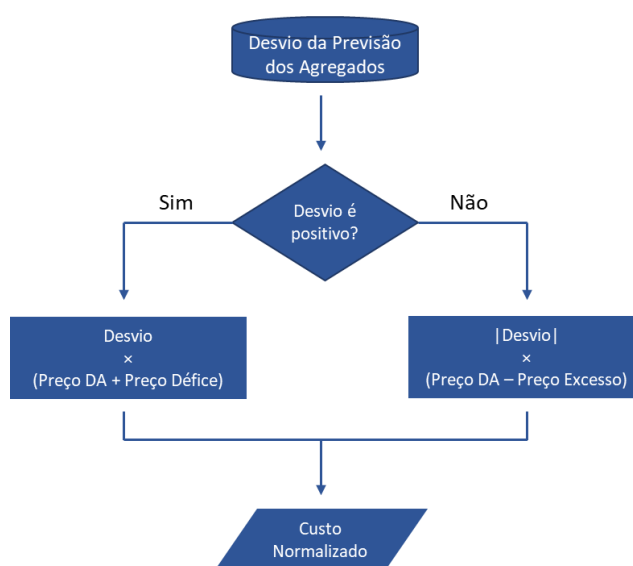 Desvio da Previsão
dos Agregados
Sim
Não
Desvio é
positivo?
Desvio
×
(Preço DA + Preço Défice)
|Desvio|
×
(Preço DA – Preço Excesso)
Custo
Normalizado